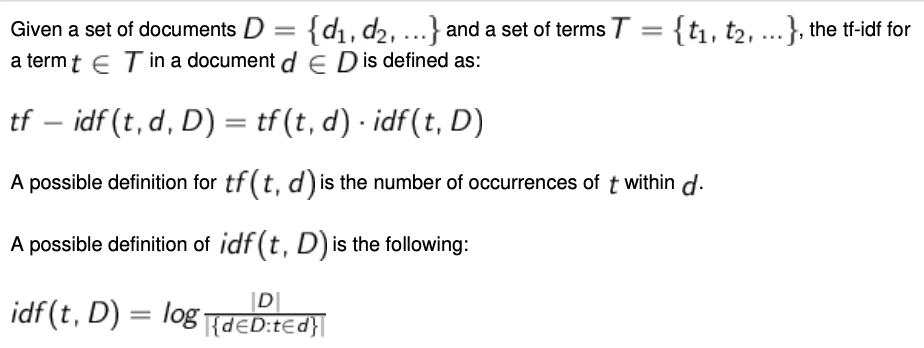 Given a set of documents D = {d₁, d₂, ...} and a set of terms T = {t₁, t₂, ...}, the tf-idf for
a term t ∈ T in a document d ∈ D is defined as:
tf − idf(t, d, D) = tf(t, d) · idf(t, D)
A possible definition for tf(t, d) is the number of occurrences of t within d.
A possible definition of idf(t, D) is the following:
idf(t, D) = log |D| / |{d∈D:t∈d}|